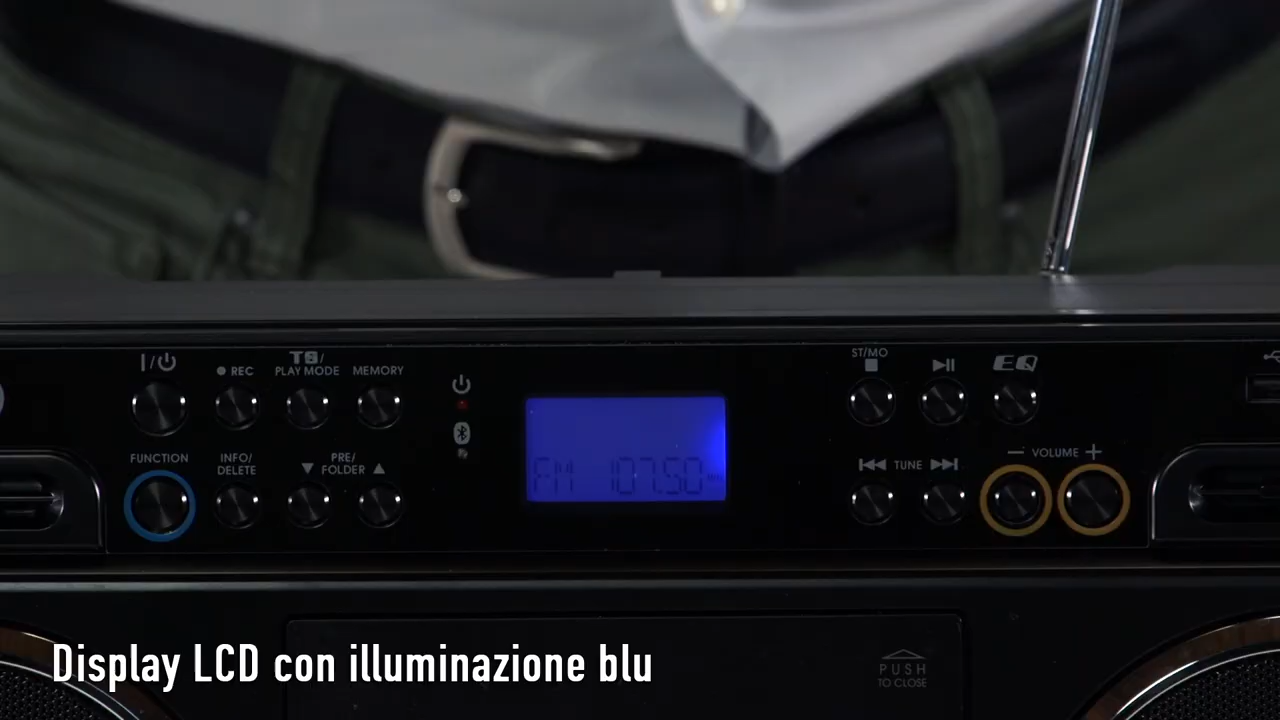 ● REC
TS/
PLAY MODE
MEMORY
FUNCTION
INFO/
DELETE
PRE/
▼ FOLDER ▲
FM 107.50
ST/MO
EQ
TUNE
− VOLUME +
PUSH
TO CLOSE
Display LCD con illuminazione blu